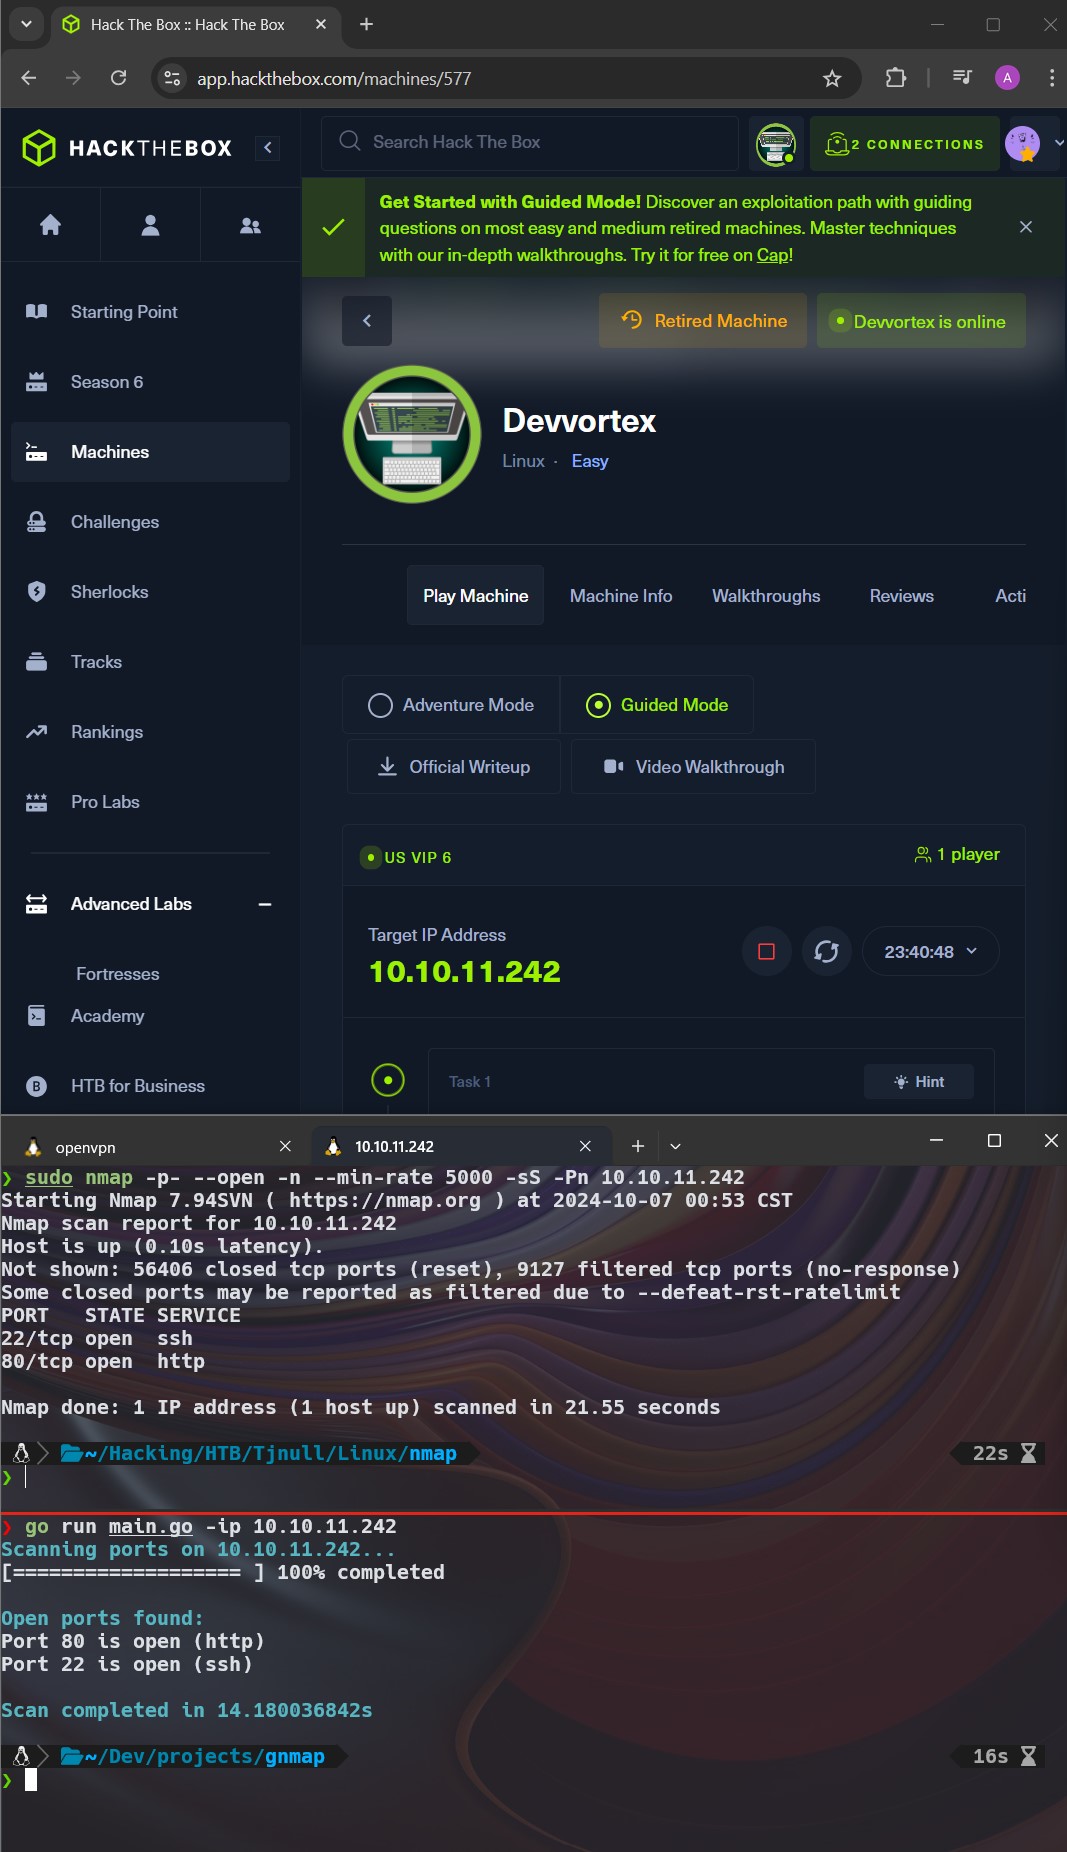 Hack The Box :: Hack The Box
app.hackthebox.com/machines/577
A
HACKTHEBOX
Search Hack The Box
2 CONNECTIONS
Get Started with Guided Mode! Discover an exploitation path with guiding
questions on most easy and medium retired machines. Master techniques
with our in-depth walkthroughs. Try it for free on Cap!
Starting Point
Season 6
Machines
Challenges
Sherlocks
Tracks
Rankings
Pro Labs
Advanced Labs
Fortresses
Academy
B
HTB for Business
Retired Machine
Devvortex is online
Devvortex
Linux · Easy
Play Machine
Machine Info
Walkthroughs
Reviews
Acti
Adventure Mode
Guided Mode
Official Writeup
Video Walkthrough
US VIP 6
1 player
Target IP Address
10.10.11.242
23:40:48
Task 1
Hint
openvpn
10.10.11.242
❯ sudo nmap -p- --open -n --min-rate 5000 -sS -Pn 10.10.11.242
Starting Nmap 7.94SVN ( https://nmap.org ) at 2024-10-07 00:53 CST
Nmap scan report for 10.10.11.242
Host is up (0.10s latency).
Not shown: 56406 closed tcp ports (reset), 9127 filtered tcp ports (no-response)
Some closed ports may be reported as filtered due to --defeat-rst-ratelimit
PORT   STATE SERVICE
22/tcp open  ssh
80/tcp open  http
Nmap done: 1 IP address (1 host up) scanned in 21.55 seconds
~/Hacking/HTB/Tjnull/Linux/nmap
22s
❯
❯ go run main.go -ip 10.10.11.242
Scanning ports on 10.10.11.242...
[=================== ] 100% completed
Open ports found:
Port 80 is open (http)
Port 22 is open (ssh)
Scan completed in 14.180036842s
~/Dev/projects/gnmap
16s
❯